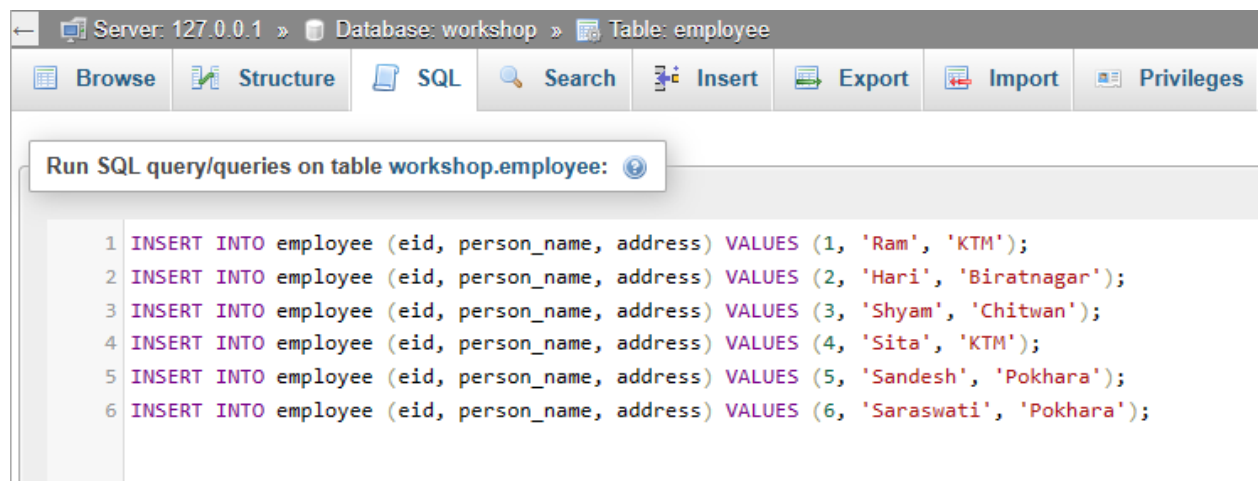 ← Server: 127.0.0.1 » Database: workshop » Table: employee
Browse Structure SQL Search Insert Export Import Privileges
Run SQL query/queries on table workshop.employee:
1 INSERT INTO employee (eid, person_name, address) VALUES (1, 'Ram', 'KTM');
2 INSERT INTO employee (eid, person_name, address) VALUES (2, 'Hari', 'Biratnagar');
3 INSERT INTO employee (eid, person_name, address) VALUES (3, 'Shyam', 'Chitwan');
4 INSERT INTO employee (eid, person_name, address) VALUES (4, 'Sita', 'KTM');
5 INSERT INTO employee (eid, person_name, address) VALUES (5, 'Sandesh', 'Pokhara');
6 INSERT INTO employee (eid, person_name, address) VALUES (6, 'Saraswati', 'Pokhara');